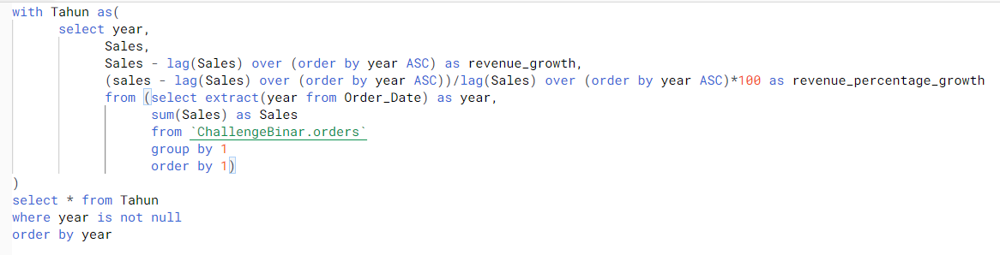 with Tahun as(
select year,
Sales,
Sales - lag(Sales) over (order by year ASC) as revenue_growth,
(sales - lag(Sales) over (order by year ASC))/lag(Sales) over (order by year ASC)*100 as revenue_percentage_growth
from (select extract(year from Order_Date) as year,
sum(Sales) as Sales
from `ChallengeBinar.orders`
group by 1
order by 1)
)
select * from Tahun
where year is not null
order by year